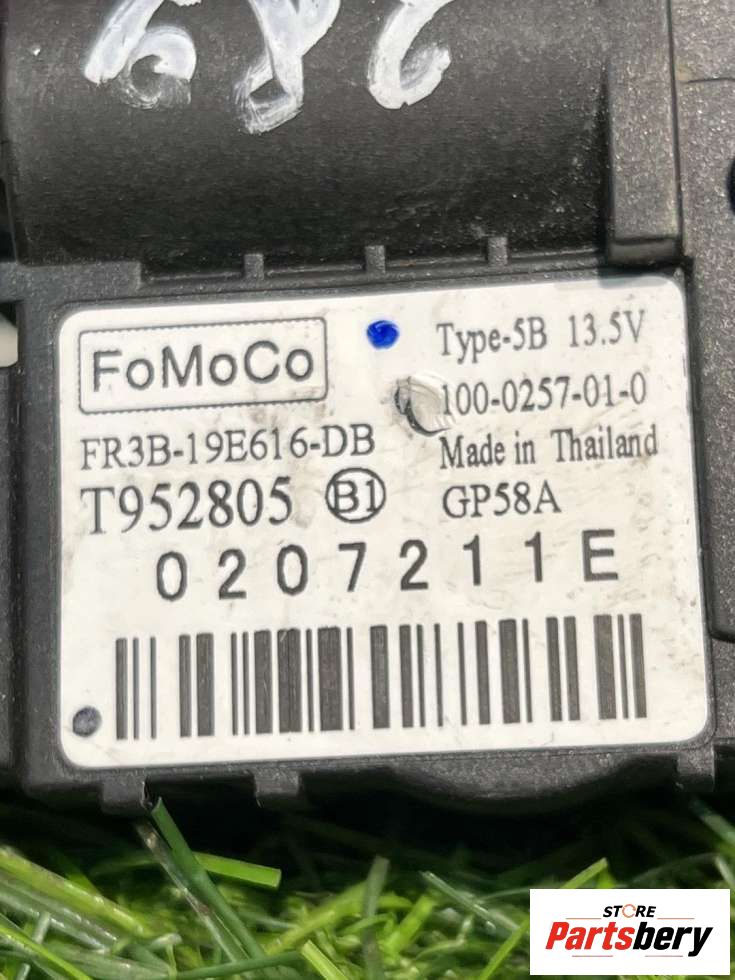 FoMoCo
Type-5B 13.5V
100-0257-01-0
FR3B-19E616-DB
Made in Thailand
T952805 B1
GP58A
0207211E
STORE
Partsbery